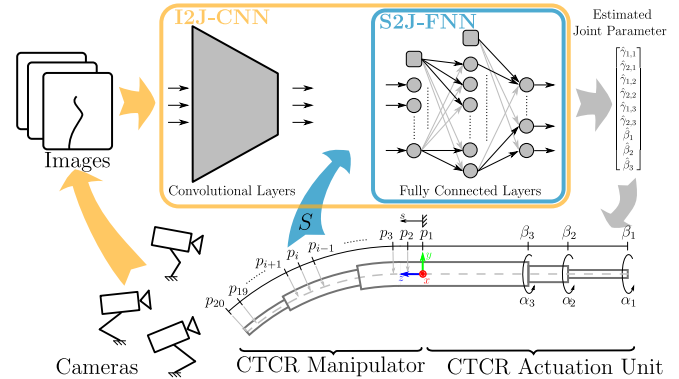 I2J-CNN
S2J-FNN
Estimated
Joint Parameter
γ̂1,1
γ̂2,1
γ̂1,2
γ̂2,2
γ̂1,3
γ̂2,3
β̂1
β̂2
β̂3
Images
Convolutional Layers
Fully Connected Layers
S
s
p20
p19
pi+1
pi
pi−1
p3
p2
p1
β3
β2
β1
y
z
x
α3
α2
α1
Cameras
CTCR Manipulator
CTCR Actuation Unit